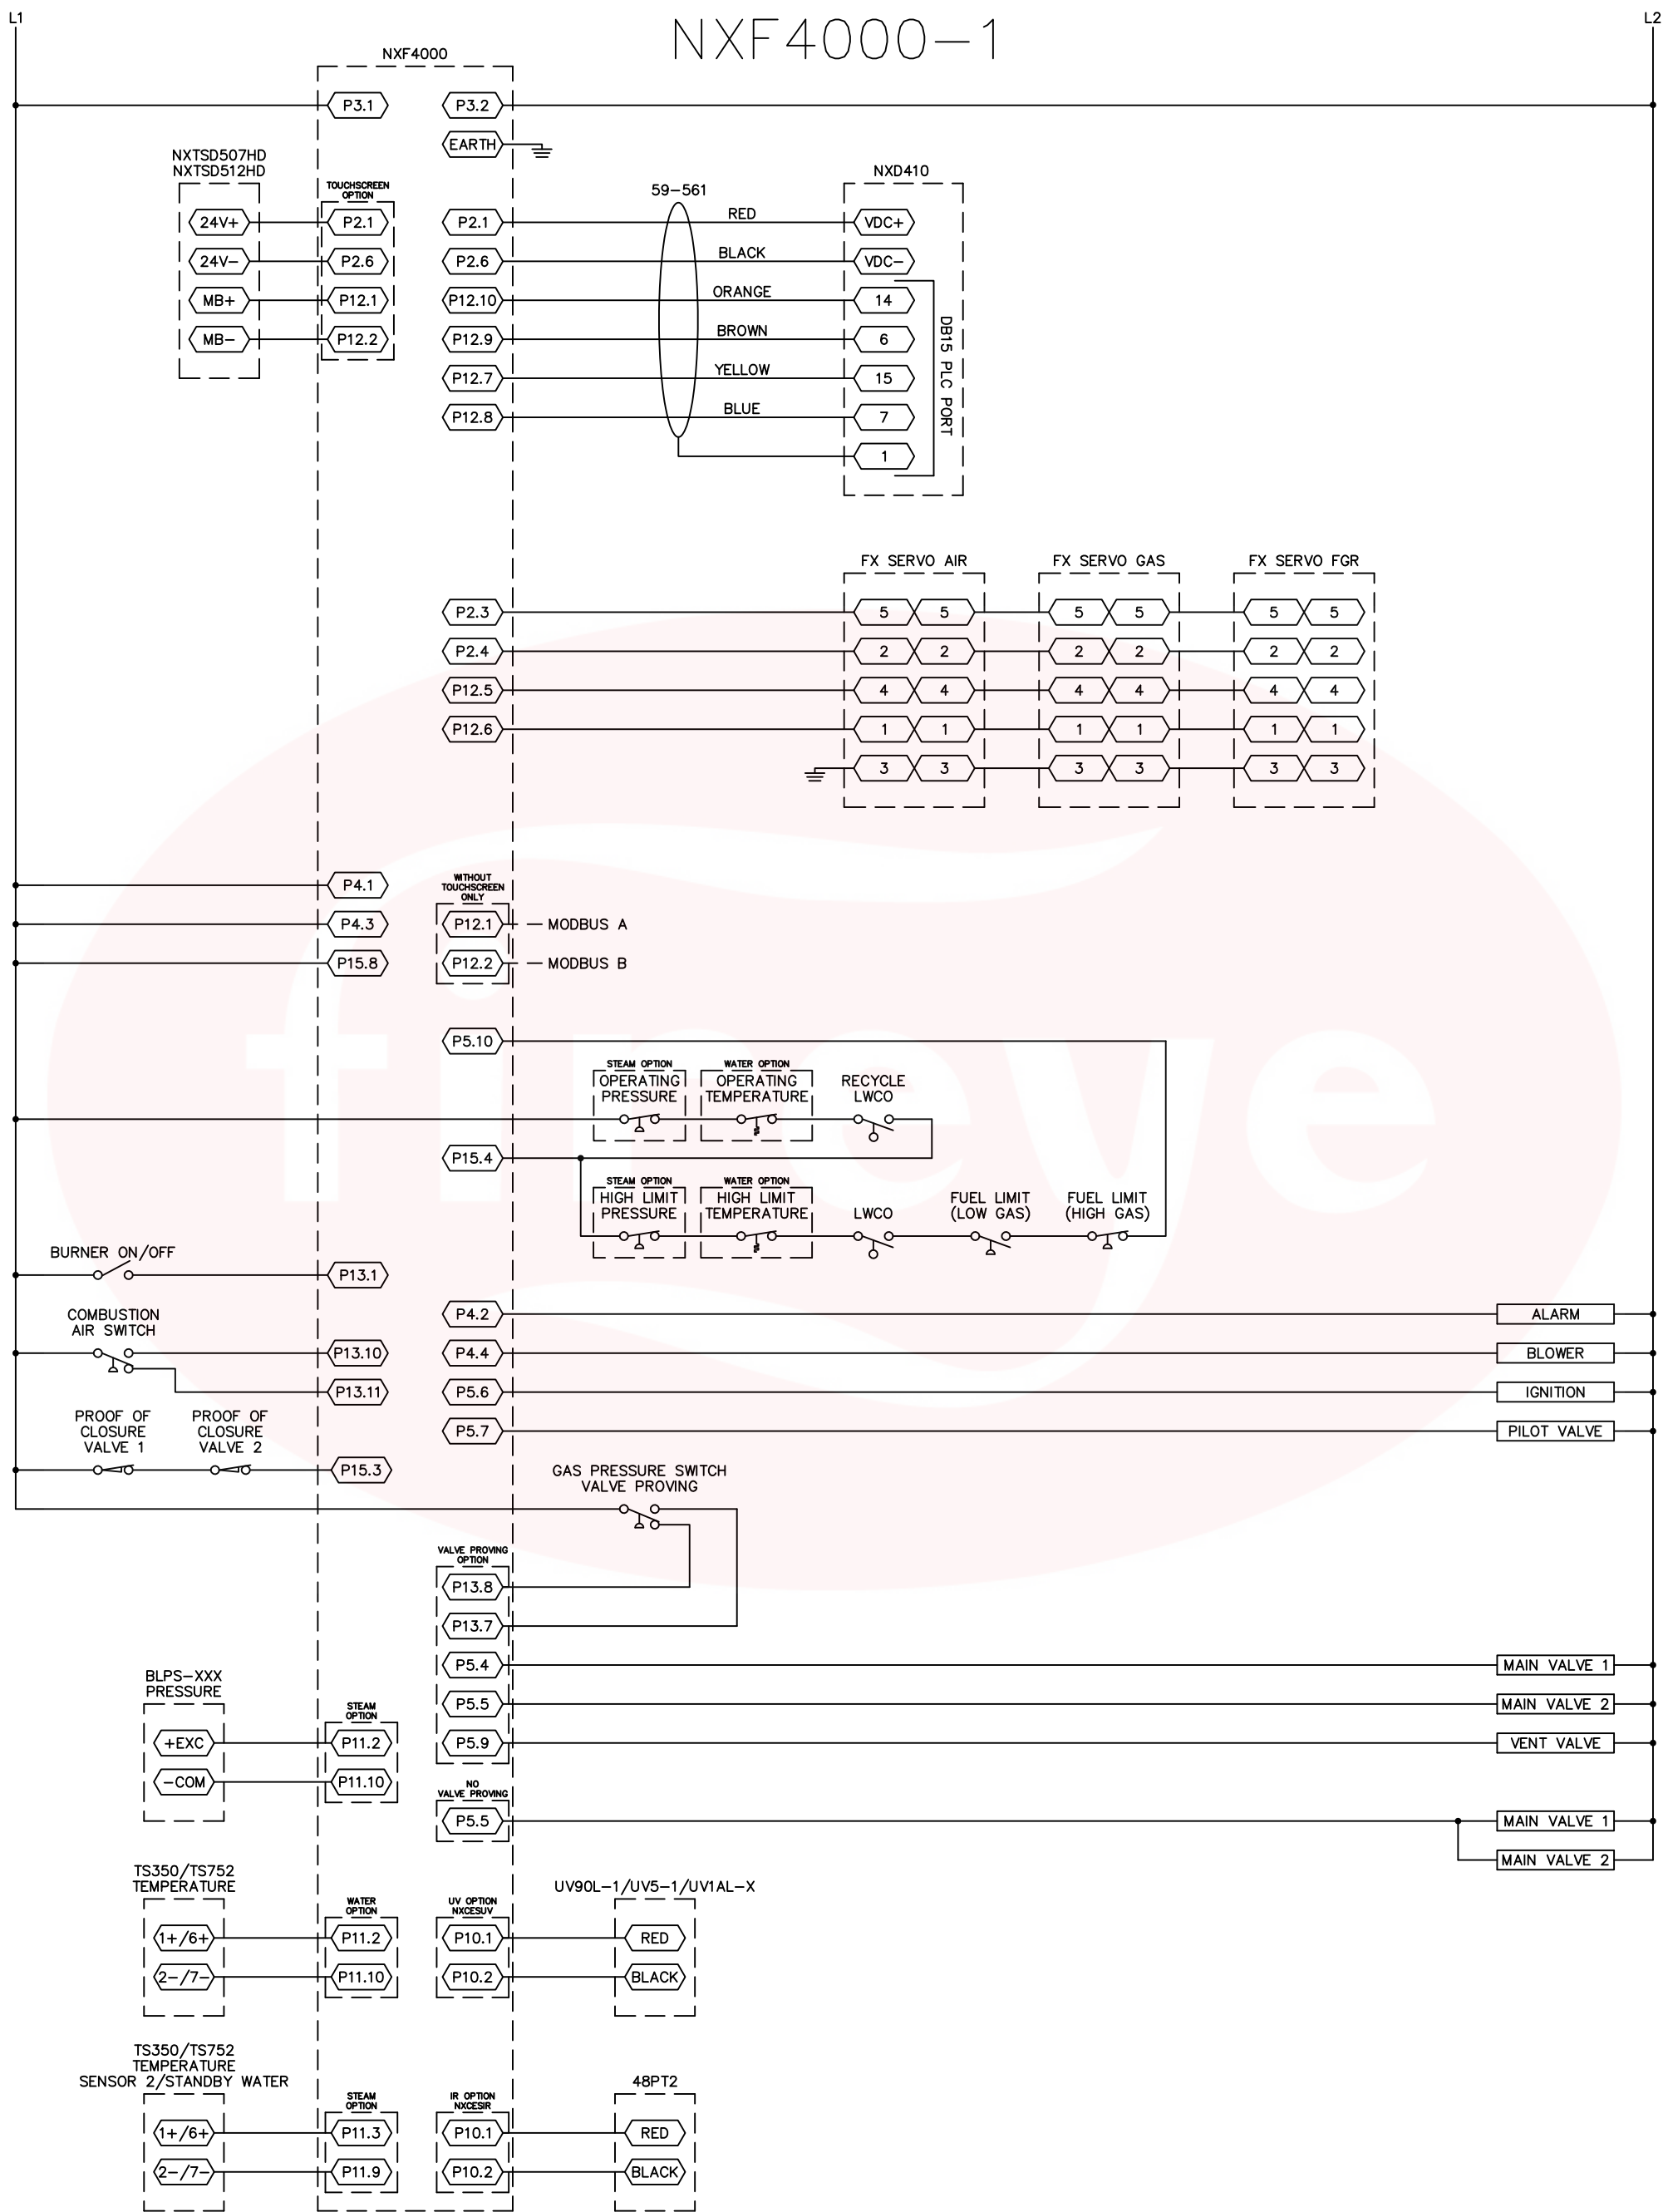 L1
NXF4000-1
L2
NXF4000
P3.1
P3.2
EARTH
NXTSD507HD
NXTSD512HD
TOUCHSCREEN
OPTION
24V+
P2.1
24V-
P2.6
MB+
P12.1
MB-
P12.2
59-561
NXD410
P2.1
RED
VDC+
P2.6
BLACK
VDC-
P12.10
ORANGE
14
P12.9
BROWN
6
P12.7
YELLOW
15
P12.8
BLUE
7
1
DB15 PLC PORT
FX SERVO AIR
FX SERVO GAS
FX SERVO FGR
P2.3
5 5 5 5 5 5
P2.4
2 2 2 2 2 2
P12.5
4 4 4 4 4 4
P12.6
1 1 1 1 1 1
3 3 3 3 3 3
P4.1
P4.3
P15.8
WITHOUT
TOUCHSCREEN
ONLY
P12.1
MODBUS A
P12.2
MODBUS B
fireye
P5.10
STEAM OPTION
OPERATING
PRESSURE
WATER OPTION
OPERATING
TEMPERATURE
RECYCLE
LWCO
P15.4
STEAM OPTION
HIGH LIMIT
PRESSURE
WATER OPTION
HIGH LIMIT
TEMPERATURE
LWCO
FUEL LIMIT
(LOW GAS)
FUEL LIMIT
(HIGH GAS)
BURNER ON/OFF
P13.1
COMBUSTION
AIR SWITCH
P13.10
P13.11
P4.2
ALARM
P4.4
BLOWER
P5.6
IGNITION
P5.7
PILOT VALVE
PROOF OF
CLOSURE
VALVE 1
PROOF OF
CLOSURE
VALVE 2
P15.3
GAS PRESSURE SWITCH
VALVE PROVING
VALVE PROVING
OPTION
P13.8
P13.7
P5.4
MAIN VALVE 1
P5.5
MAIN VALVE 2
P5.9
VENT VALVE
BLPS-XXX
PRESSURE
STEAM
OPTION
+EXC
P11.2
-COM
P11.10
NO
VALVE PROVING
P5.5
MAIN VALVE 1
MAIN VALVE 2
TS350/TS752
TEMPERATURE
WATER
OPTION
1+/6+
P11.2
2-/7-
P11.10
UV OPTION
NXCESUV
UV90L-1/UV5-1/UV1AL-X
P10.1
RED
P10.2
BLACK
TS350/TS752
TEMPERATURE
SENSOR 2/STANDBY WATER
STEAM
OPTION
1+/6+
P11.3
2-/7-
P11.9
IR OPTION
NXCESIR
48PT2
P10.1
RED
P10.2
BLACK